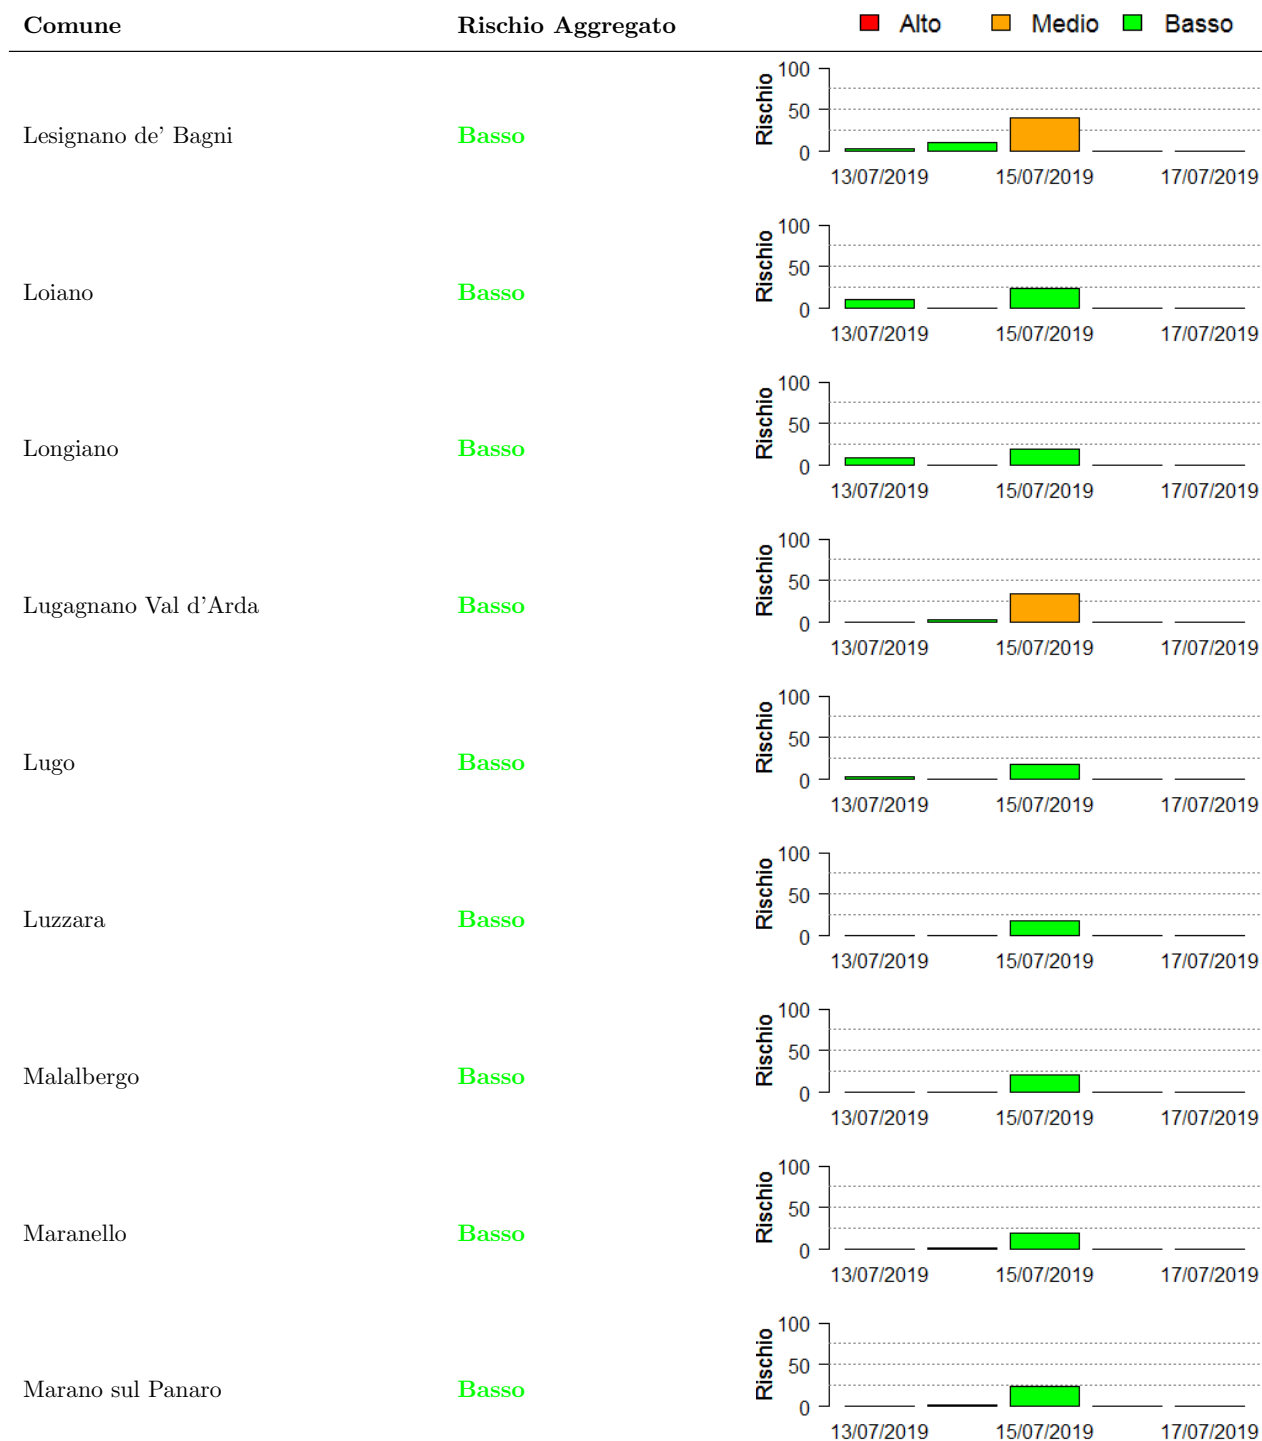 Comune Rischio Aggregato Alto Medio Basso
Lesignano de' Bagni Basso Rischio 100 50 0
13/07/2019 15/07/2019 17/07/2019
Loiano Basso Rischio 100 50 0
13/07/2019 15/07/2019 17/07/2019
Longiano Basso Rischio 100 50 0
13/07/2019 15/07/2019 17/07/2019
Lugagnano Val d'Arda Basso Rischio 100 50 0
13/07/2019 15/07/2019 17/07/2019
Lugo Basso Rischio 100 50 0
13/07/2019 15/07/2019 17/07/2019
Luzzara Basso Rischio 100 50 0
13/07/2019 15/07/2019 17/07/2019
Malalbergo Basso Rischio 100 50 0
13/07/2019 15/07/2019 17/07/2019
Maranello Basso Rischio 100 50 0
13/07/2019 15/07/2019 17/07/2019
Marano sul Panaro Basso Rischio 100 50 0
13/07/2019 15/07/2019 17/07/2019